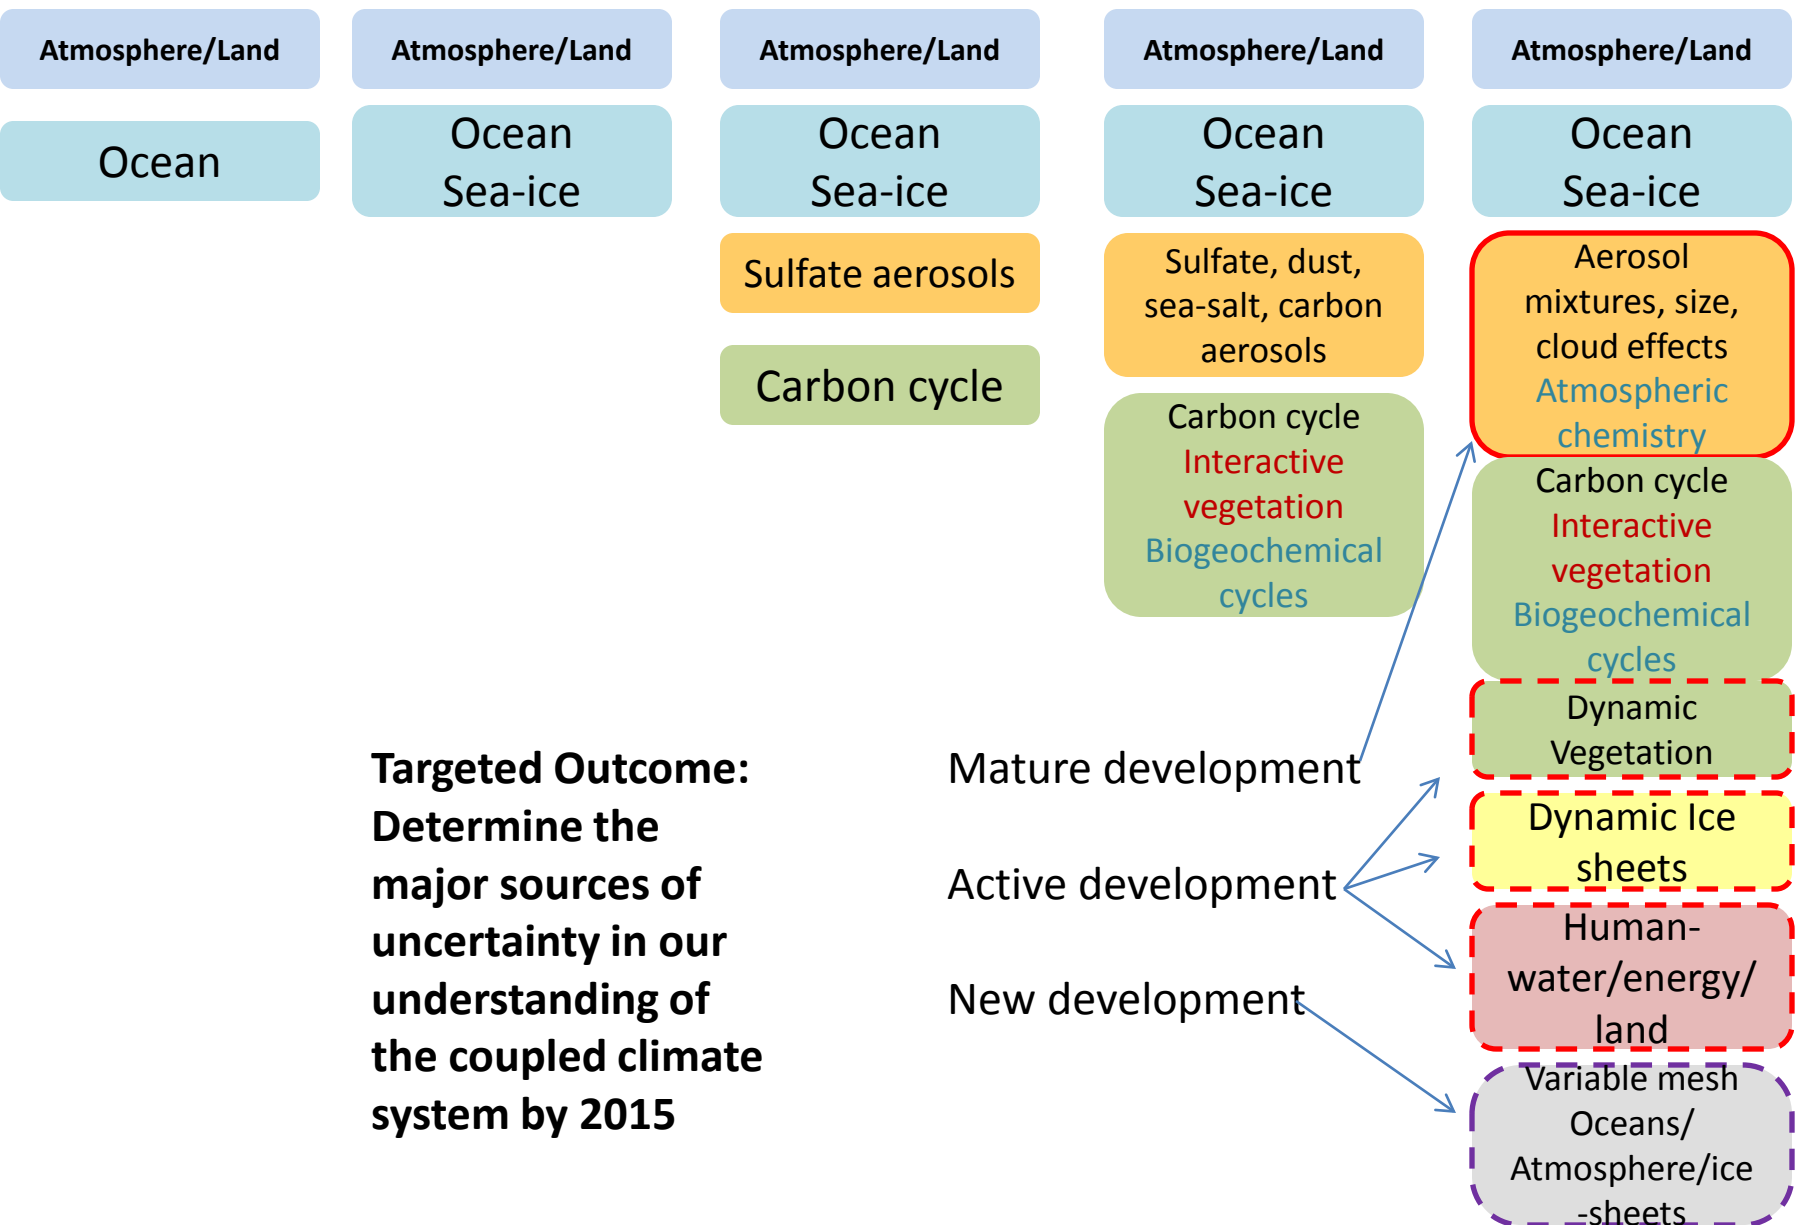 Atmosphere/Land
Ocean
Atmosphere/Land
Ocean
Sea-ice
Atmosphere/Land
Ocean
Sea-ice
Sulfate aerosols
Carbon cycle
Atmosphere/Land
Ocean
Sea-ice
Sulfate, dust,
sea-salt, carbon
aerosols
Carbon cycle
Interactive
vegetation
Biogeochemical
cycles
Atmosphere/Land
Ocean
Sea-ice
Aerosol
mixtures, size,
cloud effects
Atmospheric
chemistry
Carbon cycle
Interactive
vegetation
Biogeochemical
cycles
Dynamic
Vegetation
Dynamic Ice
sheets
Human-
water/energy/
land
Variable mesh
Oceans/
Atmosphere/ice
-sheets
Targeted Outcome:
Determine the
major sources of
uncertainty in our
understanding of
the coupled climate
system by 2015
Mature development
Active development
New development